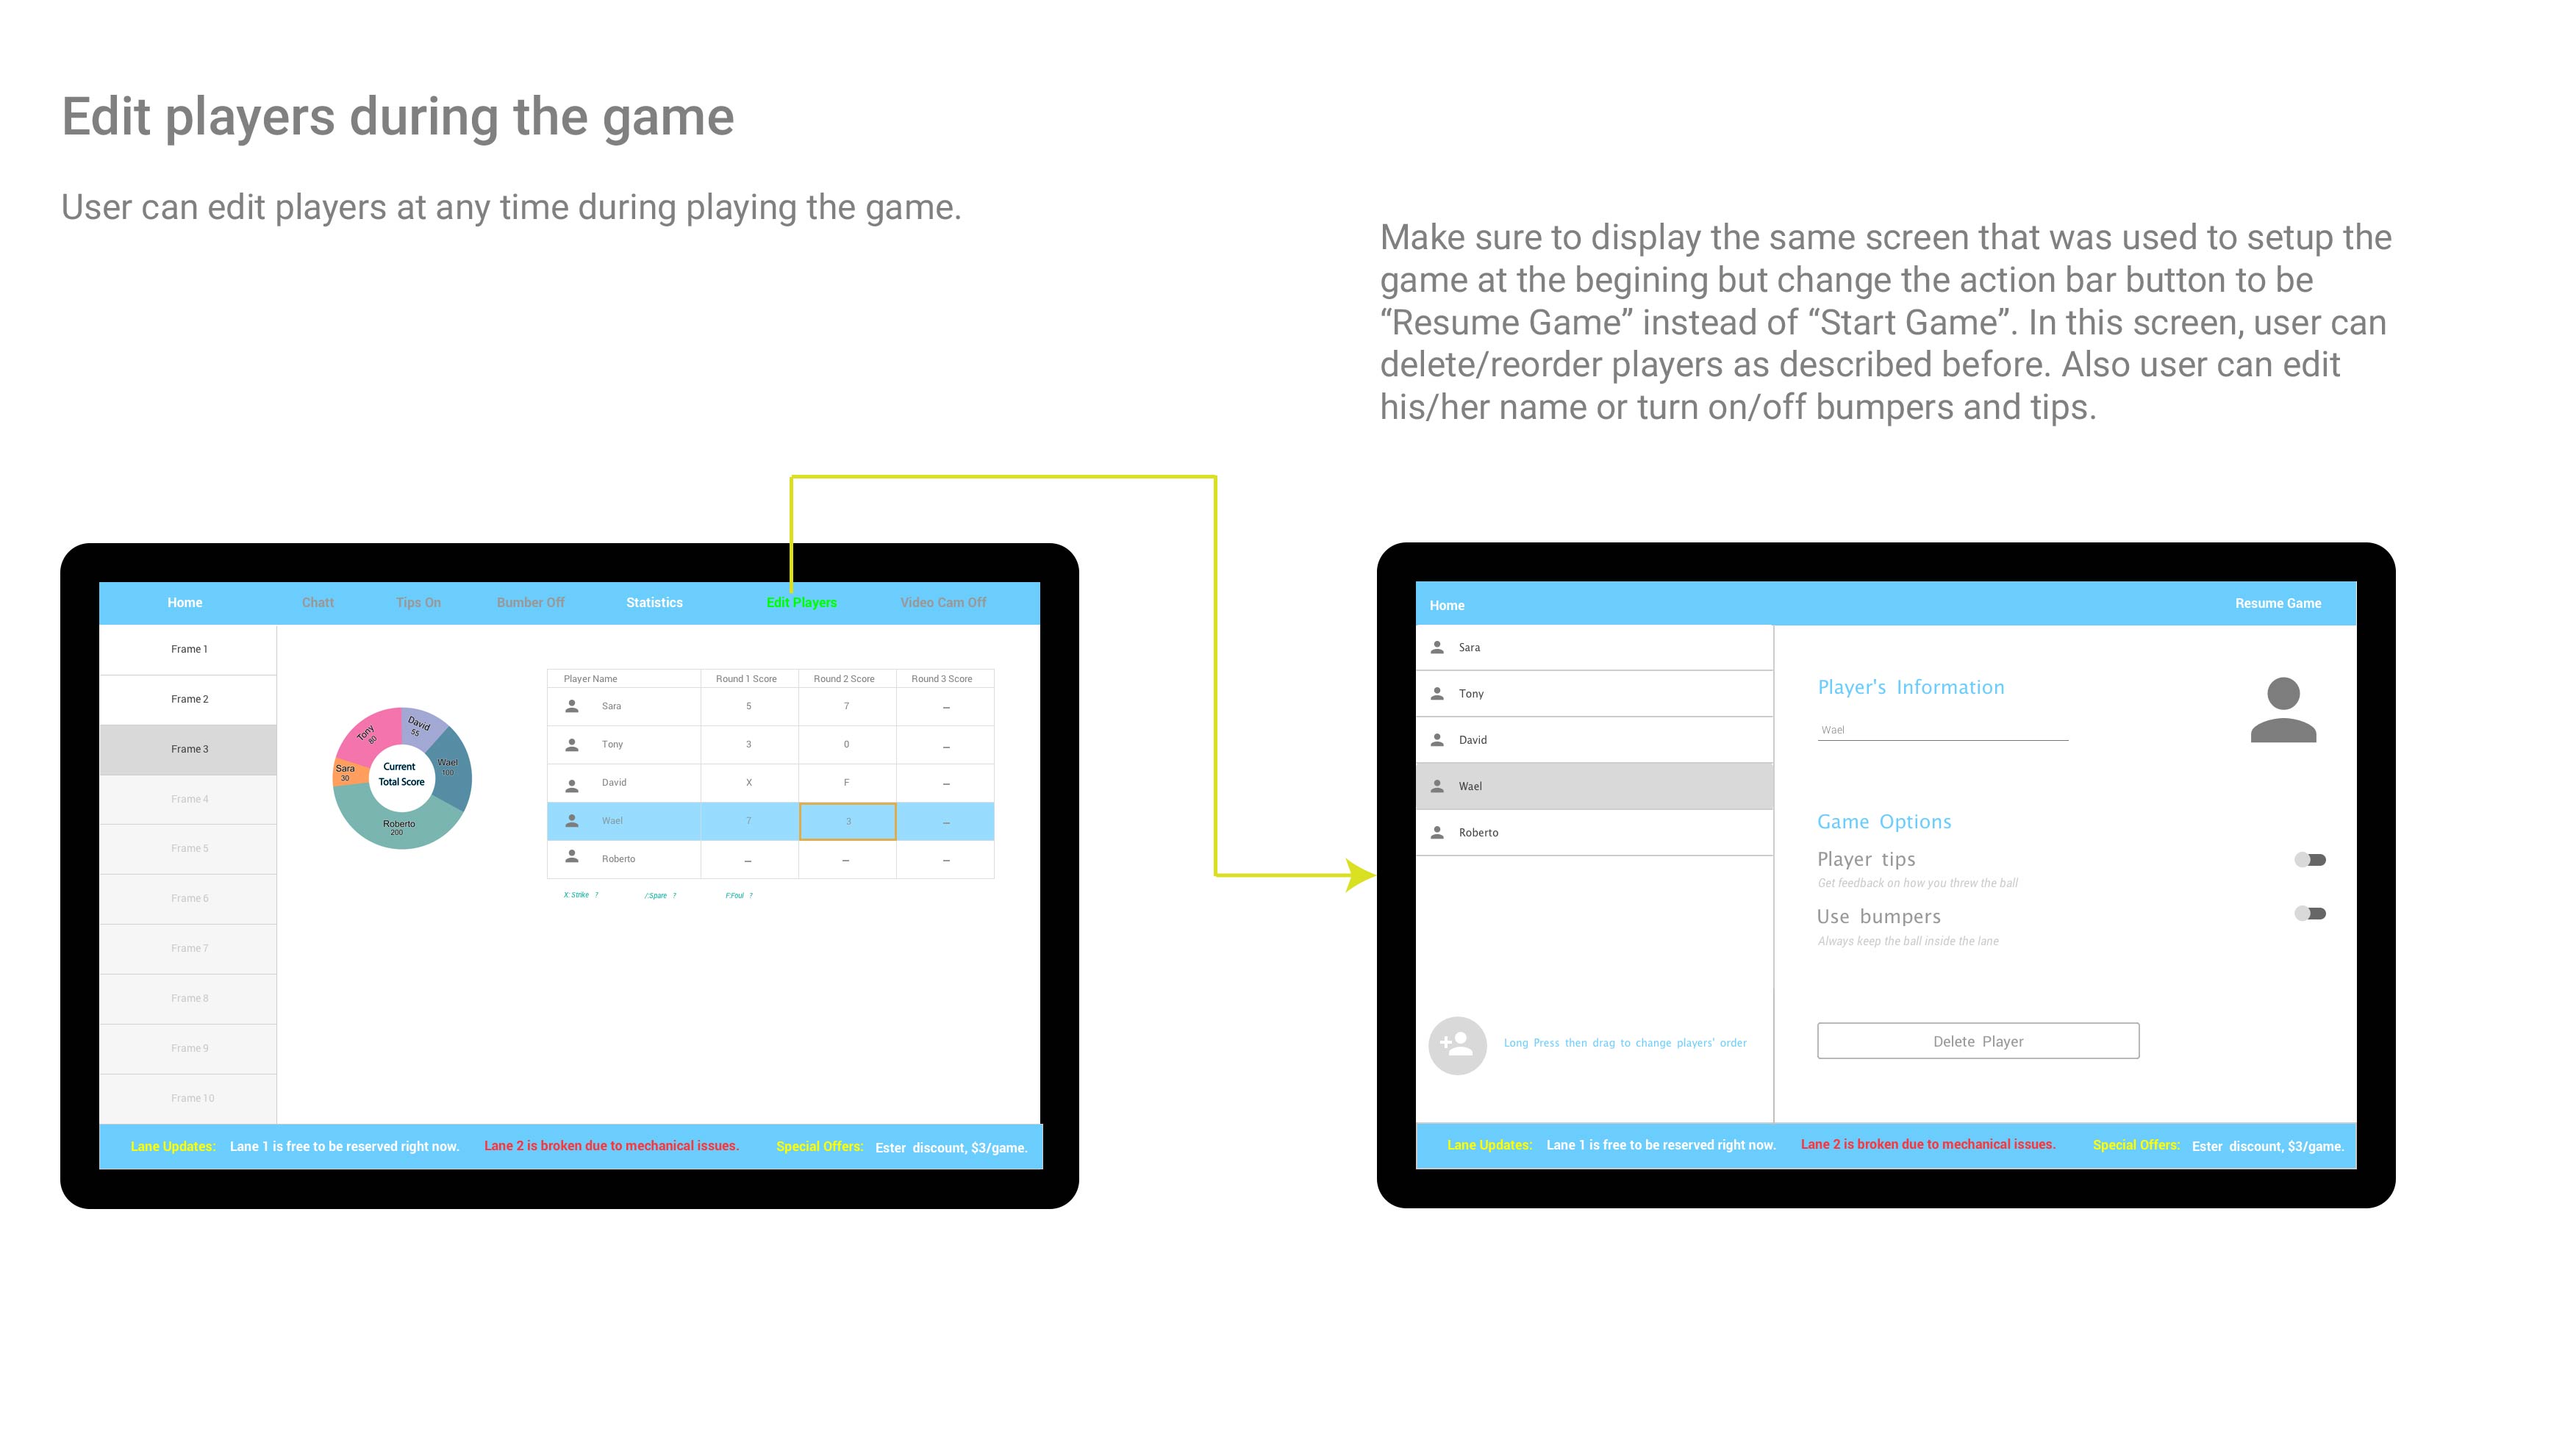 Edit players during the game
User can edit players at any time during playing the game.
Make sure to display the same screen that was used to setup the
game at the begining but change the action bar button to be
“Resume Game” instead of “Start Game”. In this screen, user can
delete/reorder players as described before. Also user can edit
his/her name or turn on/off bumpers and tips.
Home Chatt Tips On Bumber Off Statistics Edit Players Video Cam Off
Frame 1
Frame 2
Frame 3
Frame 4
Frame 5
Frame 6
Frame 7
Frame 8
Frame 9
Frame 10
David
55
Tony
80
Wael
100
Sara
30
Current
Total Score
Roberto
200
Player Name Round 1 Score Round 2 Score Round 3 Score
Sara 5 7 –
Tony 3 0 –
David X F –
Wael 7 3 –
Roberto – – –
X: Strike ? /:Spare ? F:Foul ?
Lane Updates: Lane 1 is free to be reserved right now. Lane 2 is broken due to mechanical issues. Special Offers: Ester discount, $3/game.
Home Resume Game
Sara
Tony
David
Wael
Roberto
Long Press then drag to change players' order
Player's Information
Wael
Game Options
Player tips
Get feedback on how you threw the ball
Use bumpers
Always keep the ball inside the lane
Delete Player
Lane Updates: Lane 1 is free to be reserved right now. Lane 2 is broken due to mechanical issues. Special Offers: Ester discount, $3/game.